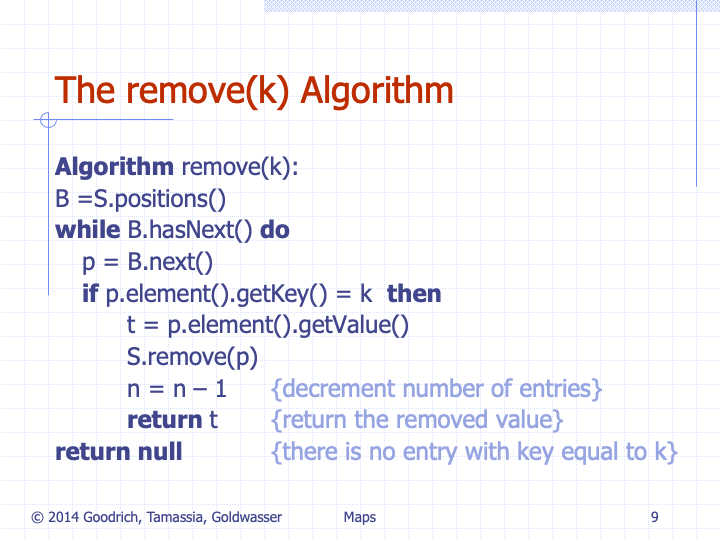 The remove(k) Algorithm
Algorithm remove(k):
B =S.positions()
while B.hasNext() do
p = B.next()
if p.element().getKey() = k then
t = p.element().getValue()
S.remove(p)
n = n – 1 {decrement number of entries}
return t {return the removed value}
return null {there is no entry with key equal to k}
© 2014 Goodrich, Tamassia, Goldwasser Maps 9